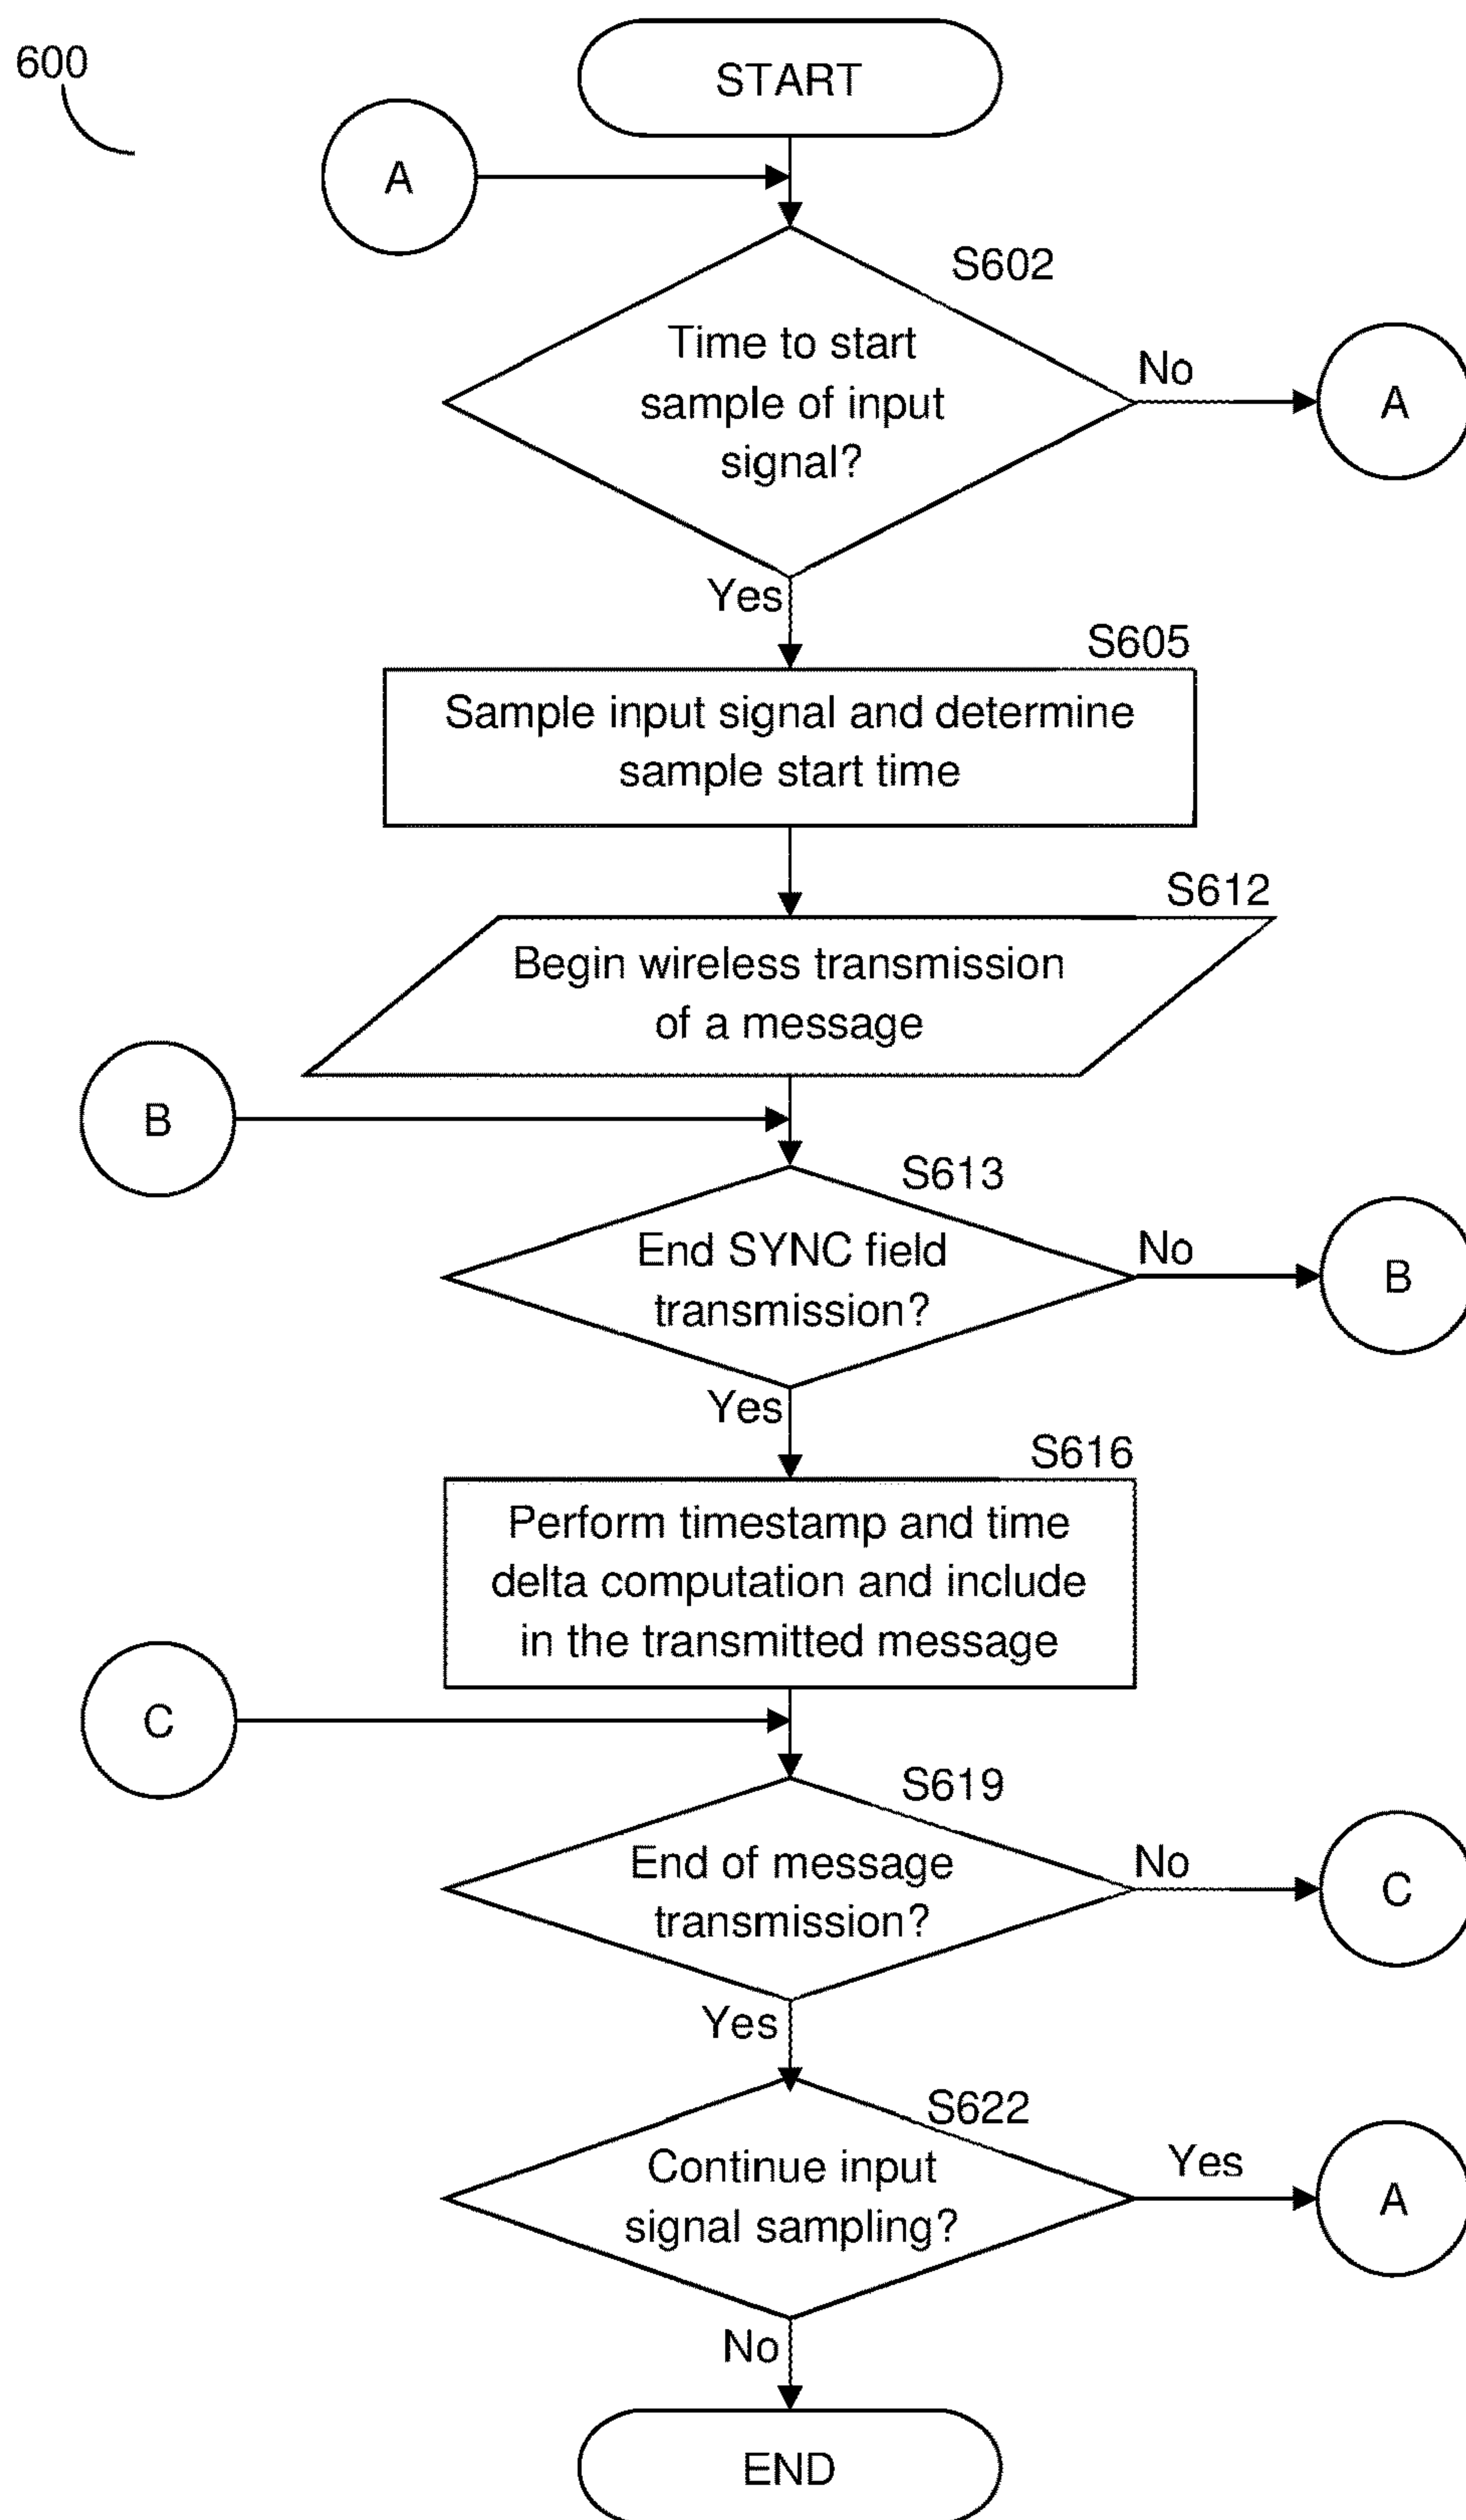 600
START
A
S602
Time to start
sample of input
signal?
No
A
Yes
S605
Sample input signal and determine
sample start time
S612
Begin wireless transmission
of a message
B
S613
End SYNC field
transmission?
No
B
Yes
S616
Perform timestamp and time
delta computation and include
in the transmitted message
C
S619
End of message
transmission?
No
C
Yes
S622
Continue input
signal sampling?
Yes
A
No
END